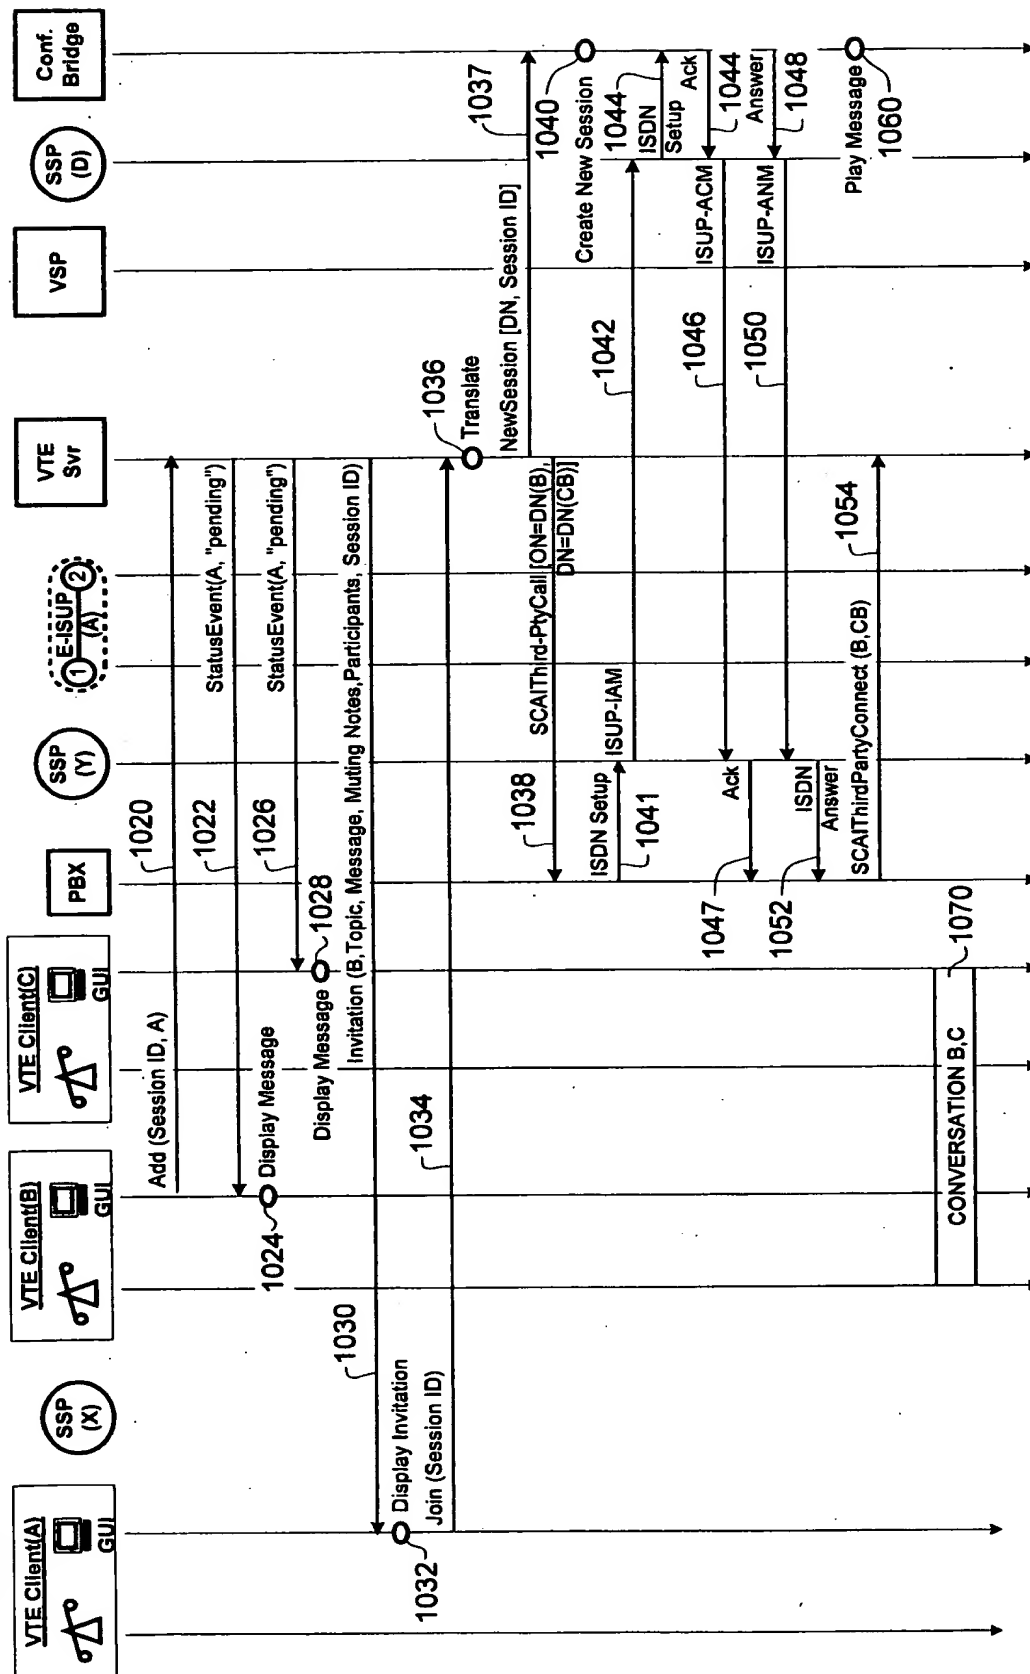 VTE Client(A)
GUI
SSP
(X)
VTE Client(B)
GUI
VTE Client(C)
GUI
PBX
SSP
(Y)
1
E-ISUP
(A)
2
VTE
Svr
VSP
SSP
(D)
Conf.
Bridge
Add (Session ID, A)
1020
1022
StatusEvent(A, "pending")
1024
Display Message
1026
StatusEvent(A, "pending")
Display Message
1028
1030
Invitation (B,Topic, Message, Muting Notes,Participants, Session ID)
1032
Display Invitation
Join (Session ID)
1034
1036
Translate
NewSession [DN, Session ID]
1037
1038
SCAIThird-PtyCall [ON=DN(B),
DN=DN(CB)]
Create New Session
1040
ISDN Setup
1041
ISUP-IAM
1042
ISDN
Setup
1044
Ack
1044
ISUP-ACM
1046
Ack
1047
Answer
1048
ISUP-ANM
1050
ISDN
Answer
1052
SCAIThirdPartyConnect (B,CB)
1054
Play Message
1060
CONVERSATION B,C
1070